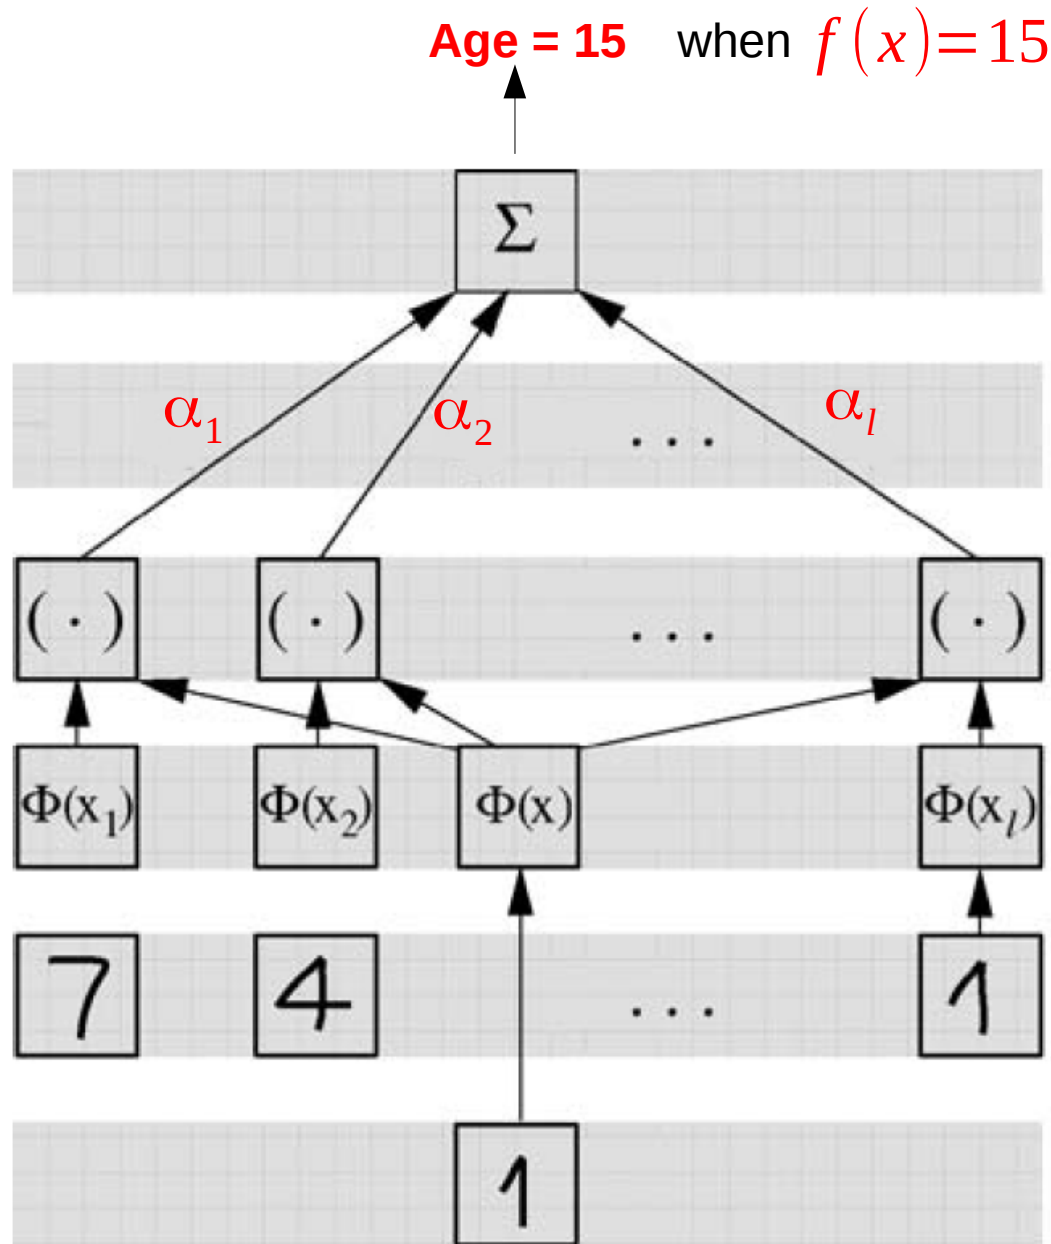 Age = 15 when f(x)=15
Σ
α₁ α₂ . . . αₗ
(·) (·) . . . (·)
Φ(x₁) Φ(x₂) Φ(x) Φ(xₗ)
7 4 . . . 1
1